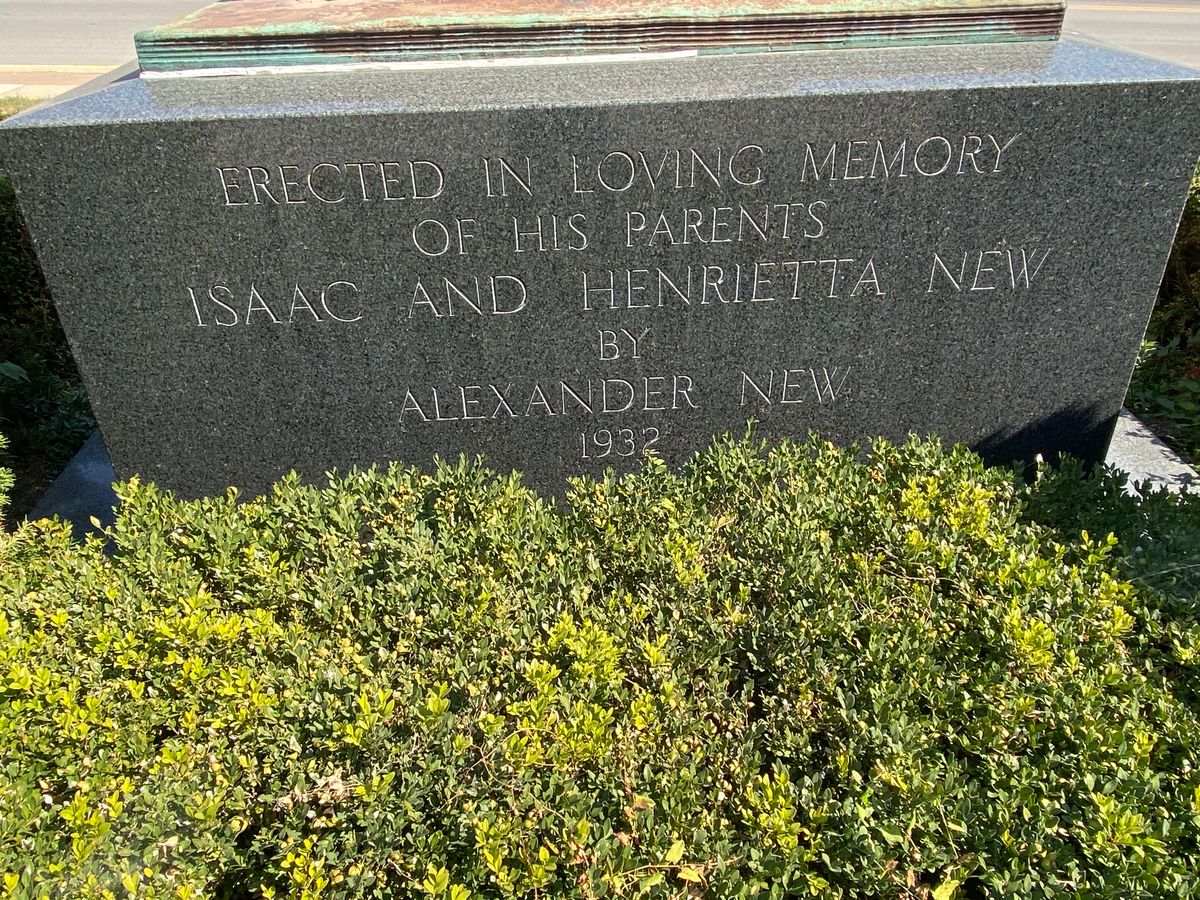 ERECTED IN LOVING MEMORY
OF HIS PARENTS
ISAAC AND HENRIETTA NEW
BY
ALEXANDER NEW
1932